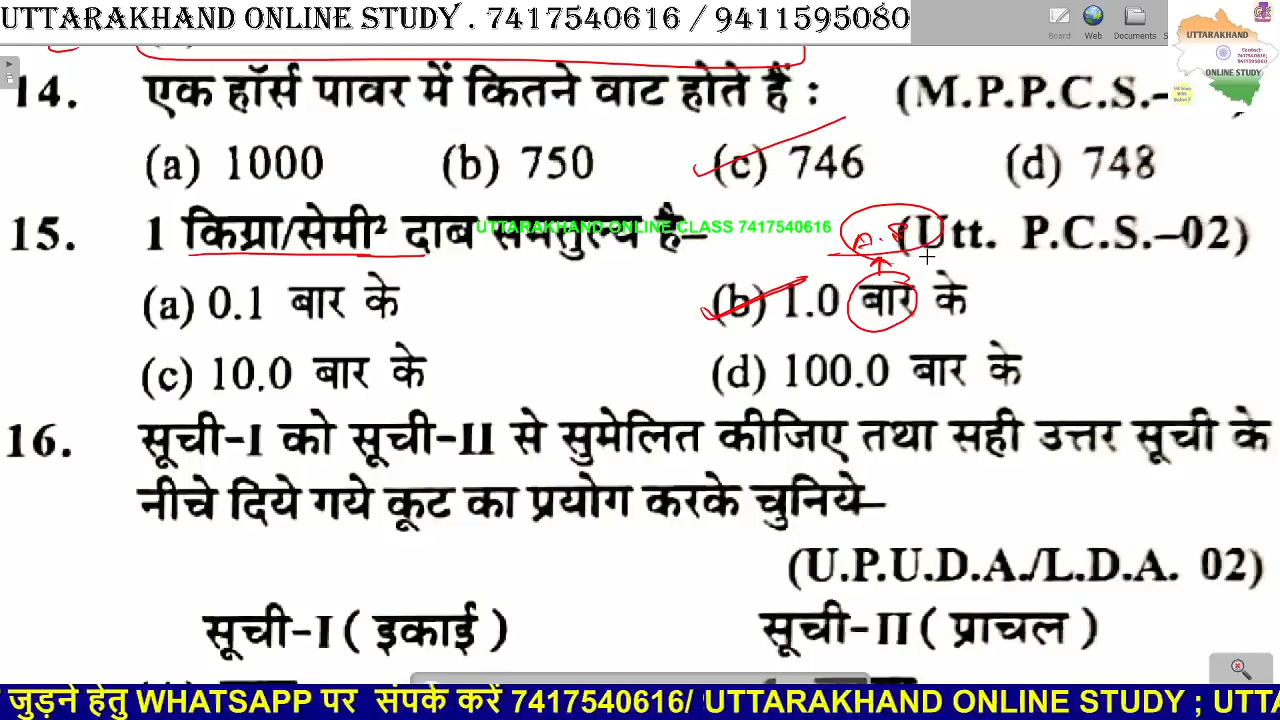 UTTARAKHAND ONLINE STUDY . 7417540616 / 9411595080
Board Web Documents
UTTARAKHAND
Contact-
7417540616,
9411595080
ONLINE STUDY
14. एक हॉर्स पावर में कितने वाट होते हैं : (M.P.P.C.S.–
(a) 1000 (b) 750 (c) 746 (d) 748
15. 1 किग्रा/सेमी² दाब समतुल्य है– (Utt. P.C.S.–02)
UTTARAKHAND ONLINE CLASS 7417540616
(a) 0.1 बार के (b) 1.0 बार के
(c) 10.0 बार के (d) 100.0 बार के
16. सूची-I को सूची-II से सुमेलित कीजिए तथा सही उत्तर सूची के
नीचे दिये गये कूट का प्रयोग करके चुनिये–
(U.P.U.D.A./L.D.A. 02)
सूची-I ( इकाई ) सूची-II ( प्राचल )
जुड़ने हेतु WHATSAPP पर संपर्क करें 7417540616/ UTTARAKHAND ONLINE STUDY ; UTTA